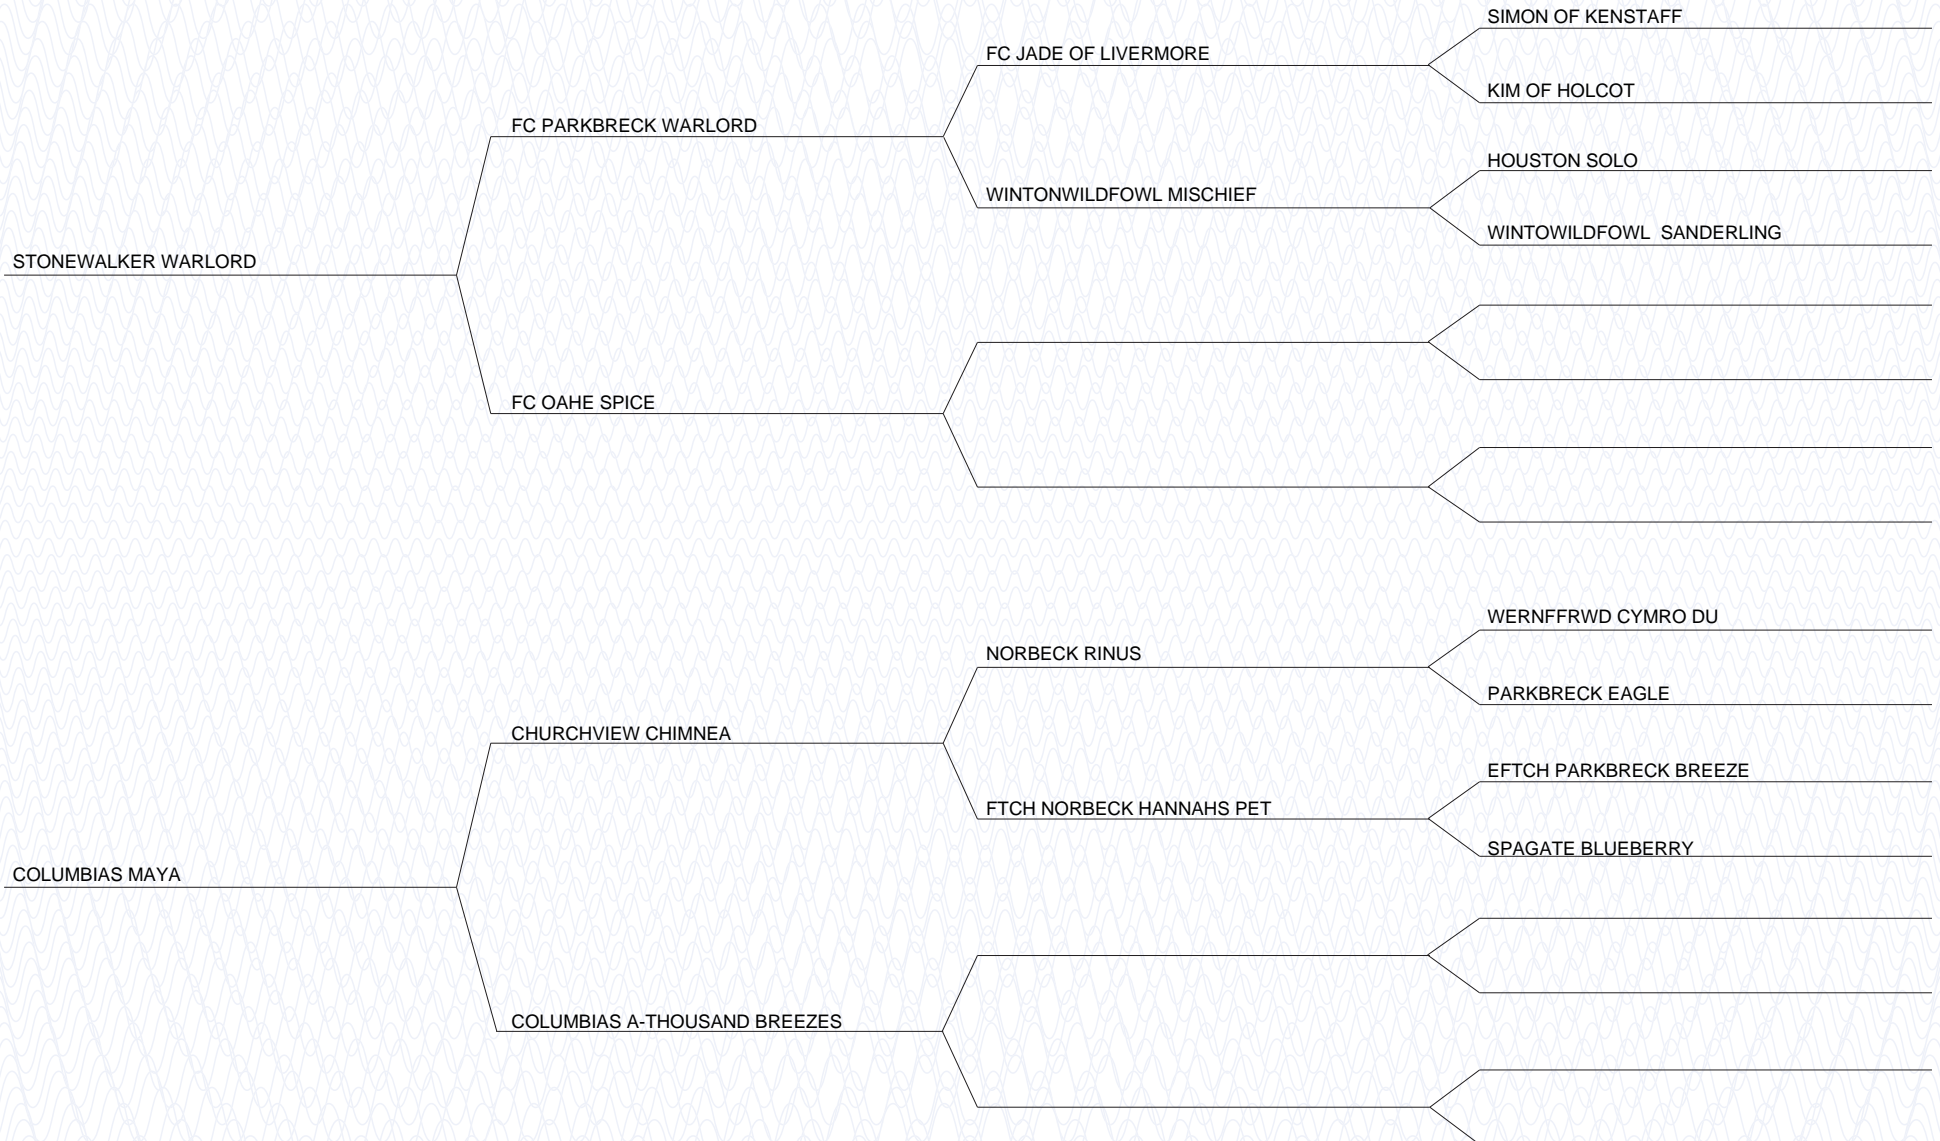 SIMON OF KENSTAFF
FC JADE OF LIVERMORE
KIM OF HOLCOT
FC PARKBRECK WARLORD
HOUSTON SOLO
WINTONWILDFOWL MISCHIEF
WINTOWILDFOWL  SANDERLING
STONEWALKER WARLORD
FC OAHE SPICE
WERNFFRWD CYMRO DU
NORBECK RINUS
PARKBRECK EAGLE
CHURCHVIEW CHIMNEA
EFTCH PARKBRECK BREEZE
FTCH NORBECK HANNAHS PET
SPAGATE BLUEBERRY
COLUMBIAS MAYA
COLUMBIAS A-THOUSAND BREEZES